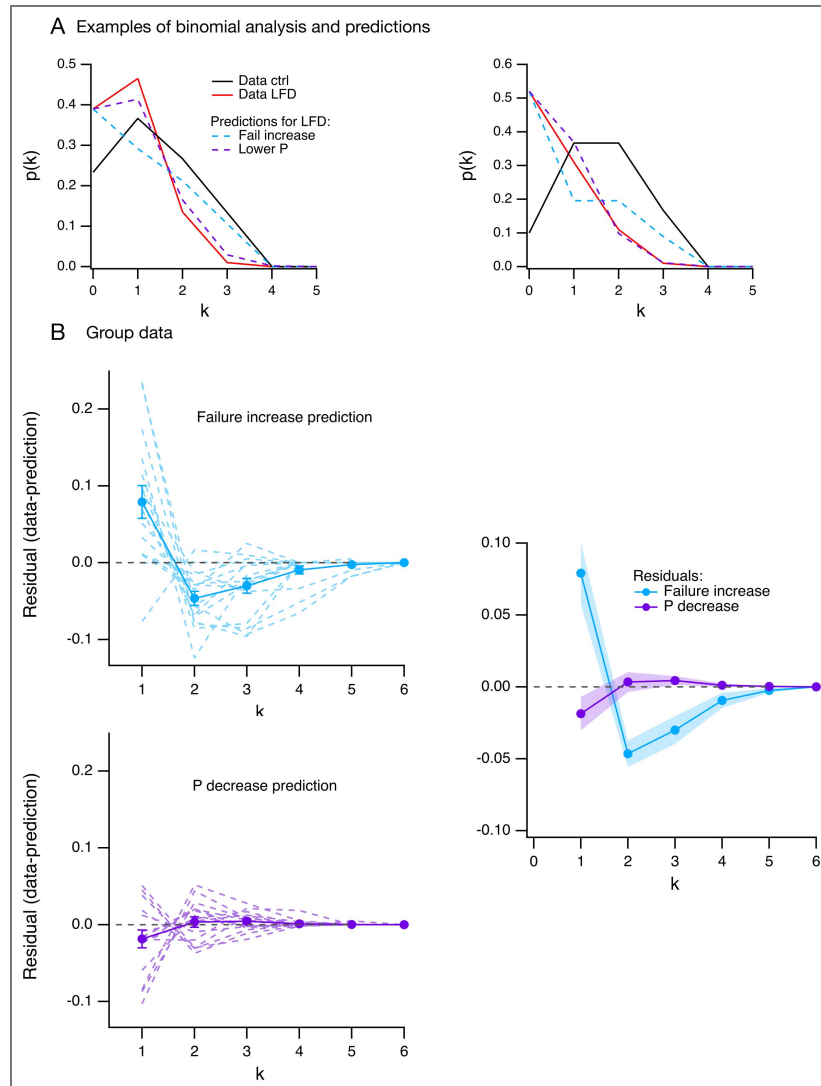 A Examples of binomial analysis and predictions
0.5
0.4
0.3
0.2
0.1
0.0
p(k)
0 1 2 3 4 5
k
Data ctrl
Data LFD
Predictions for LFD:
Fail increase
Lower P
0.6
0.5
0.4
0.3
0.2
0.1
0.0
p(k)
0 1 2 3 4 5
k
B Group data
Failure increase prediction
0.2
0.1
0.0
-0.1
Residual (data-prediction)
1 2 3 4 5 6
k
P decrease prediction
0.2
0.1
0.0
-0.1
Residual (data-prediction)
1 2 3 4 5 6
k
0.10
0.05
0.00
-0.05
-0.10
Residuals:
Failure increase
P decrease
0 1 2 3 4 5 6
k